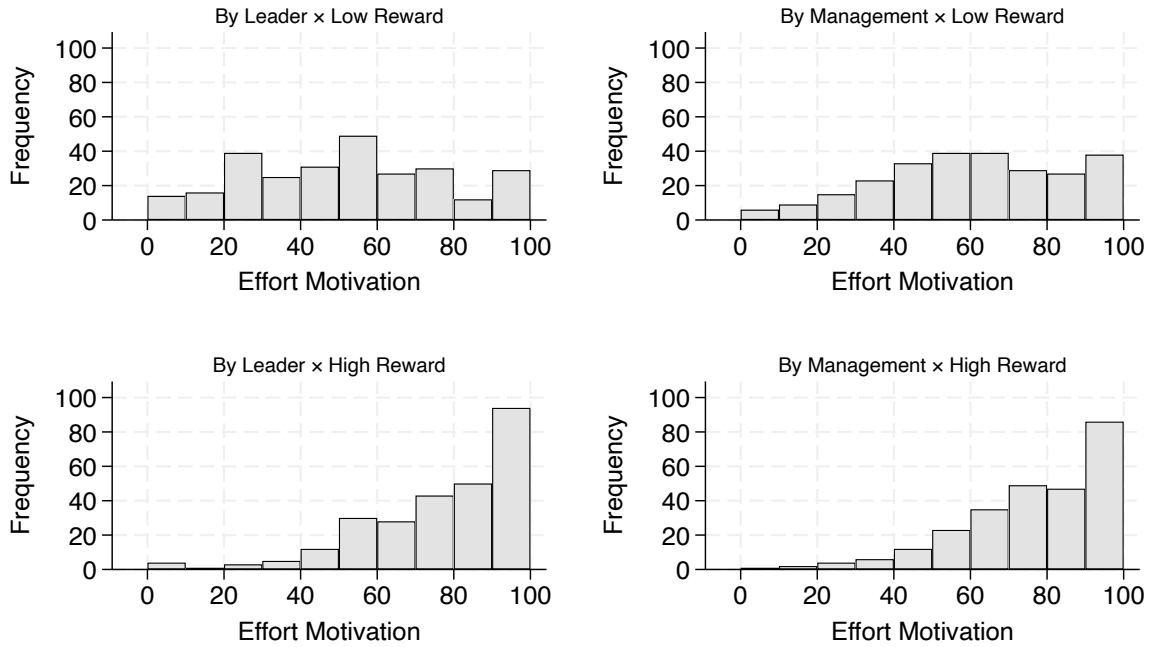 By Leader × Low Reward
Frequency
100
80
60
40
20
0
0 20 40 60 80 100
Effort Motivation
By Management × Low Reward
Frequency
100
80
60
40
20
0
0 20 40 60 80 100
Effort Motivation
By Leader × High Reward
Frequency
100
80
60
40
20
0
0 20 40 60 80 100
Effort Motivation
By Management × High Reward
Frequency
100
80
60
40
20
0
0 20 40 60 80 100
Effort Motivation